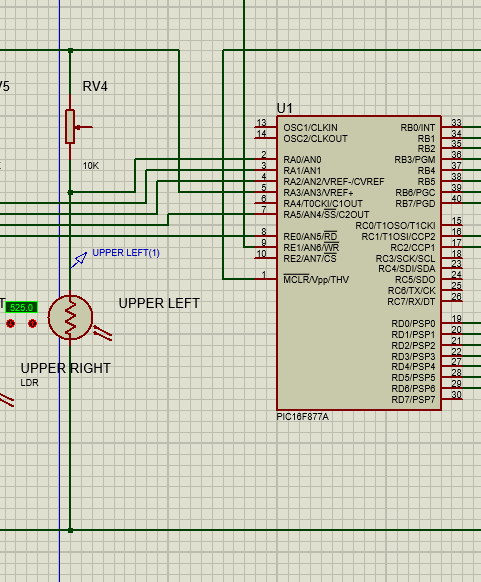 V5
RV4
10K
UPPER LEFT(1)
525.0
T
UPPER LEFT
UPPER RIGHT
LDR
U1
13 OSC1/CLKIN RB0/INT 33
14 OSC2/CLKOUT RB1 34
RB2 35
2 RA0/AN0 RB3/PGM 36
3 RA1/AN1 RB4 37
4 RA2/AN2/VREF-/CVREF RB5 38
5 RA3/AN3/VREF+ RB6/PGC 39
6 RA4/T0CKI/C1OUT RB7/PGD 40
7 RA5/AN4/SS/C2OUT
RC0/T1OSO/T1CKI 15
8 RE0/AN5/RD RC1/T1OSI/CCP2 16
9 RE1/AN6/WR RC2/CCP1 17
10 RE2/AN7/CS RC3/SCK/SCL 18
RC4/SDI/SDA 23
1 MCLR/Vpp/THV RC5/SDO 24
RC6/TX/CK 25
RC7/RX/DT 26
RD0/PSP0 19
RD1/PSP1 20
RD2/PSP2 21
RD3/PSP3 22
RD4/PSP4 27
RD5/PSP5 28
RD6/PSP6 29
RD7/PSP7 30
PIC16F877A